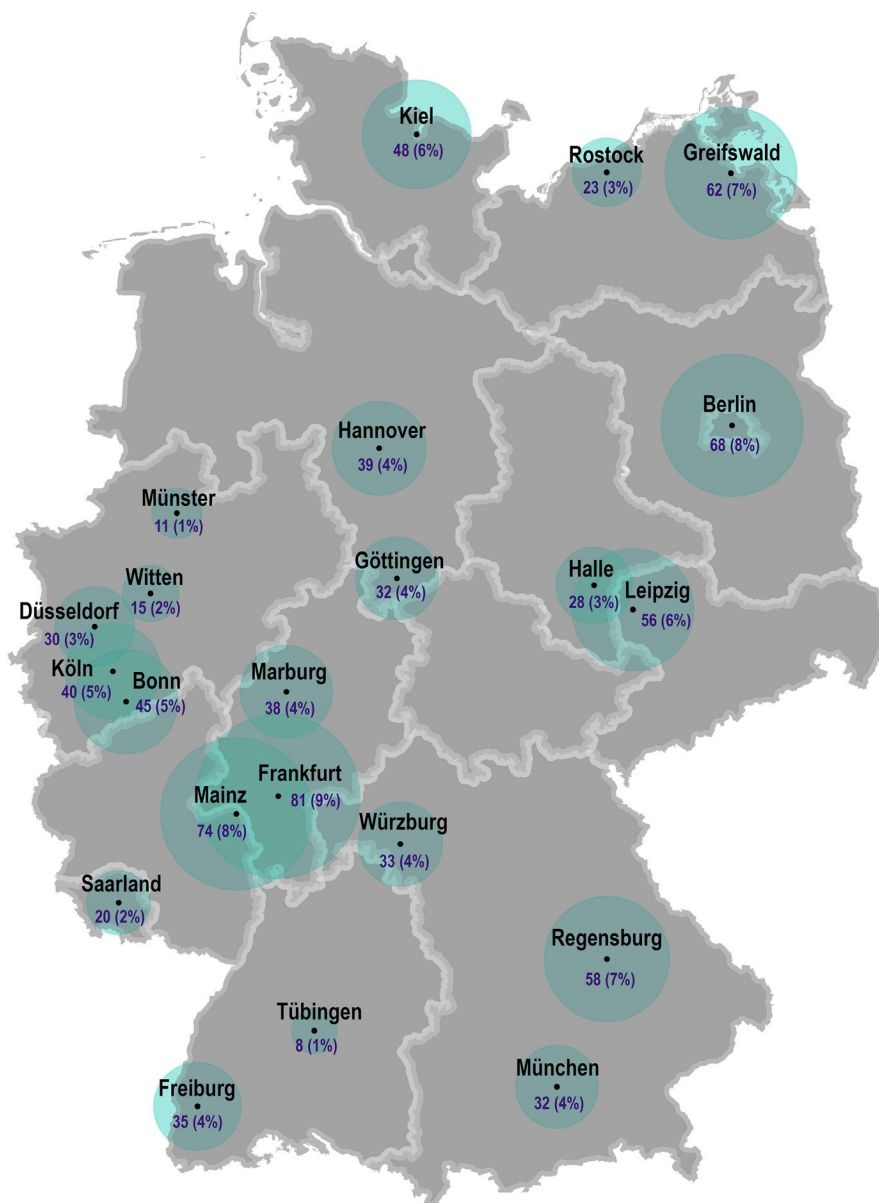 Kiel
48 (6%)
Rostock
23 (3%)
Greifswald
62 (7%)
Berlin
68 (8%)
Hannover
39 (4%)
Münster
11 (1%)
Göttingen
32 (4%)
Witten
15 (2%)
Halle
28 (3%)
Leipzig
56 (6%)
Düsseldorf
30 (3%)
Köln
40 (5%)
Bonn
45 (5%)
Marburg
38 (4%)
Frankfurt
81 (9%)
Mainz
74 (8%)
Würzburg
33 (4%)
Saarland
20 (2%)
Regensburg
58 (7%)
Tübingen
8 (1%)
München
32 (4%)
Freiburg
35 (4%)